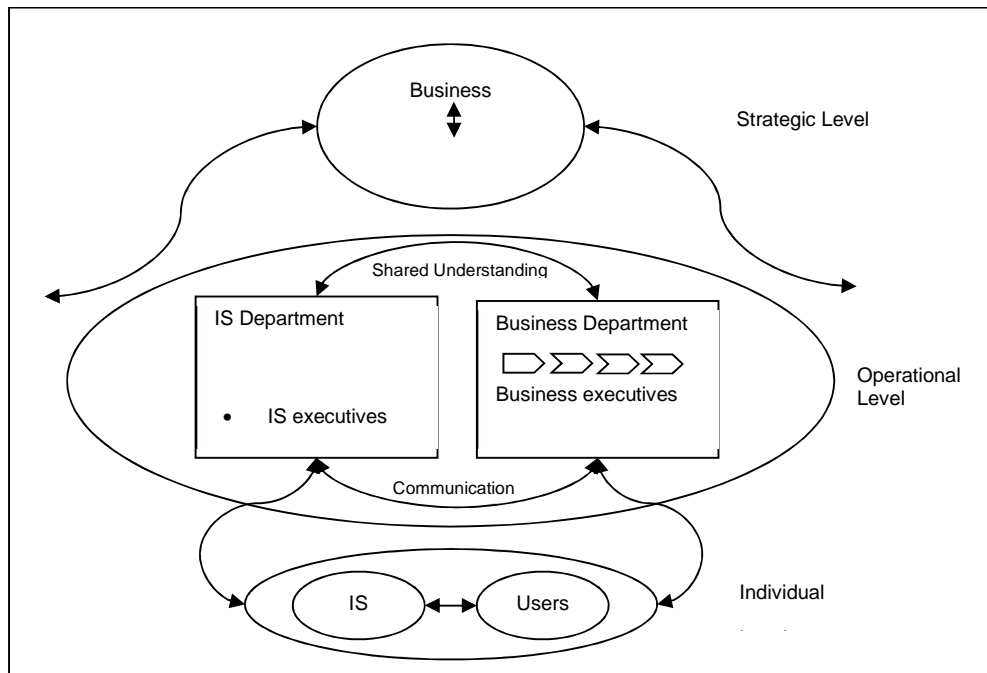 Business
Strategic Level
Shared Understanding
IS Department
Business Department
Business executives
• IS executives
Operational
Level
Communication
IS
Users
Individual